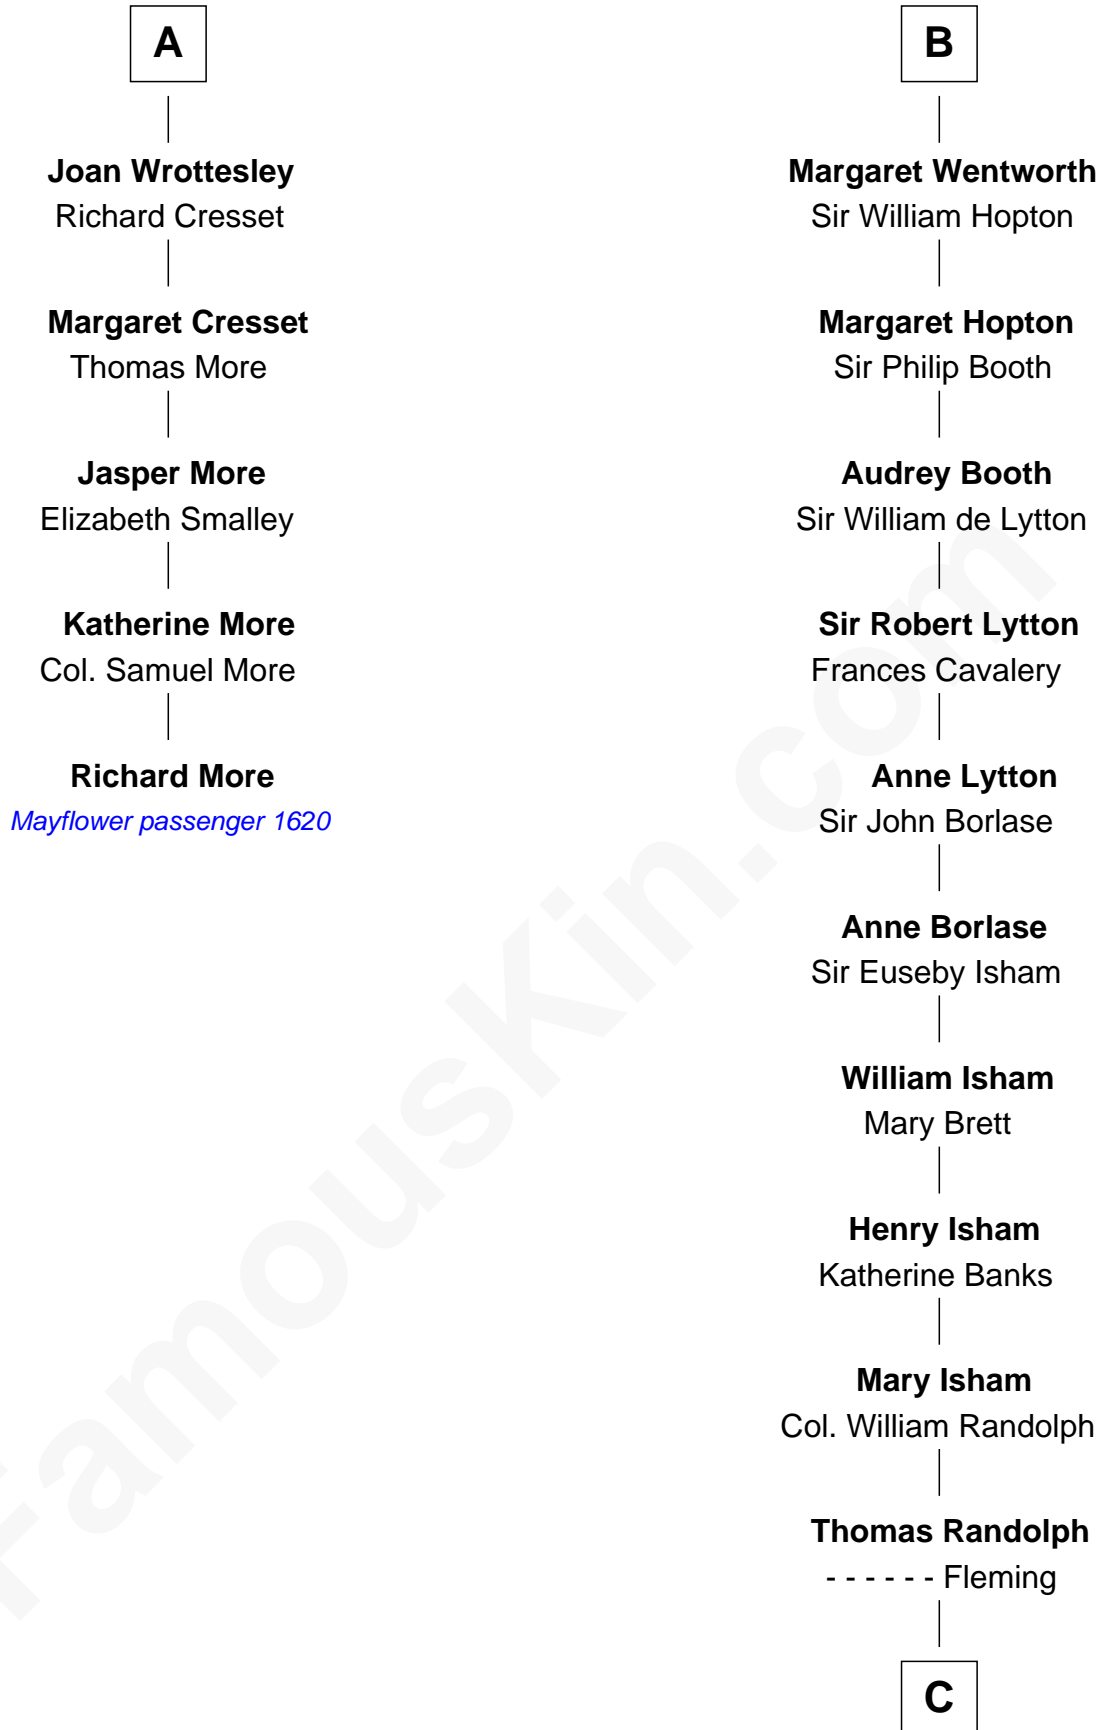 A
Joan Wrottesley
Richard Cresset
Margaret Cresset
Thomas More
Jasper More
Elizabeth Smalley
Katherine More
Col. Samuel More
Richard More
Mayflower passenger 1620
B
Margaret Wentworth
Sir William Hopton
Margaret Hopton
Sir Philip Booth
Audrey Booth
Sir William de Lytton
Sir Robert Lytton
Frances Cavalery
Anne Lytton
Sir John Borlase
Anne Borlase
Sir Euseby Isham
William Isham
Mary Brett
Henry Isham
Katherine Banks
Mary Isham
Col. William Randolph
Thomas Randolph
- - - - - - Fleming
C
FamousKin.com